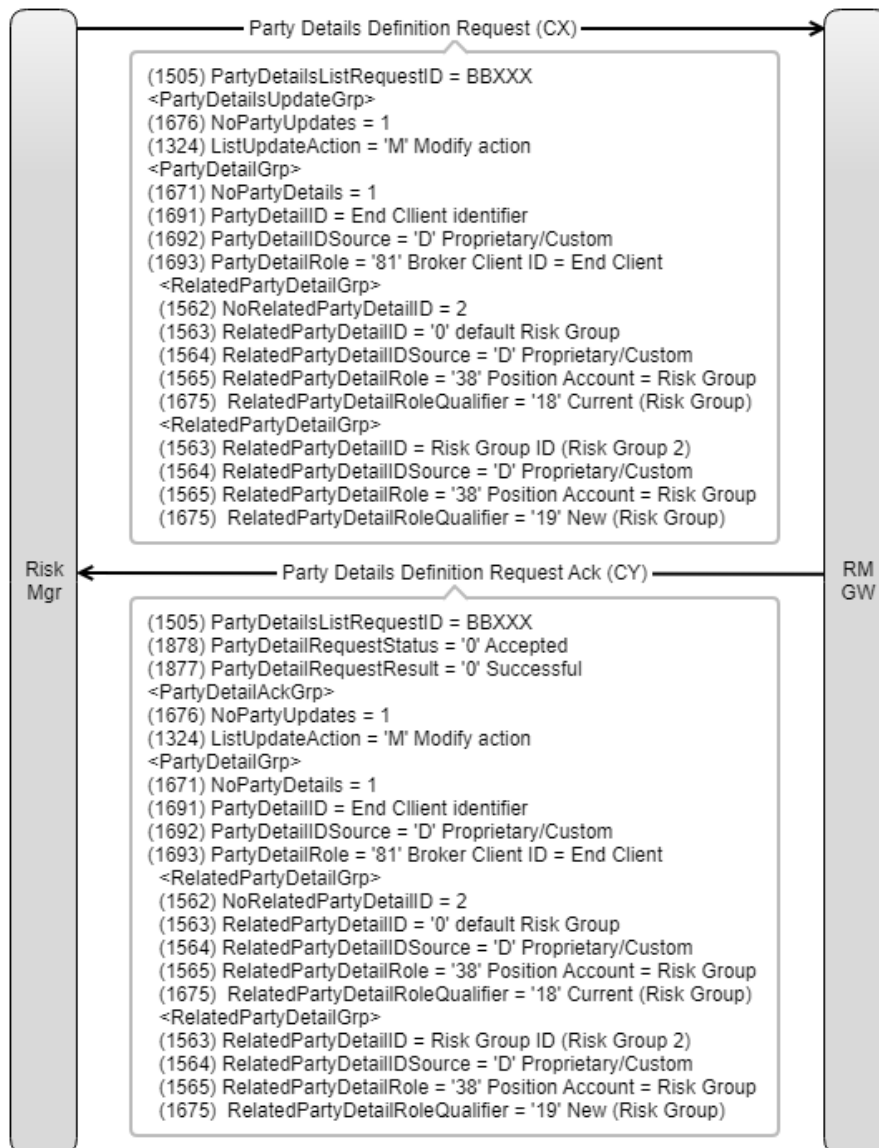 Party Details Definition Request (CX)
(1505) PartyDetailsListRequestID = BBXXX
<PartyDetailsUpdateGrp>
(1676) NoPartyUpdates = 1
(1324) ListUpdateAction = 'M' Modify action
<PartyDetailGrp>
(1671) NoPartyDetails = 1
(1691) PartyDetailID = End Cllient identifier
(1692) PartyDetailIDSource = 'D' Proprietary/Custom
(1693) PartyDetailRole = '81' Broker Client ID = End Client
<RelatedPartyDetailGrp>
(1562) NoRelatedPartyDetailID = 2
(1563) RelatedPartyDetailID = '0' default Risk Group
(1564) RelatedPartyDetailIDSource = 'D' Proprietary/Custom
(1565) RelatedPartyDetailRole = '38' Position Account = Risk Group
(1675)  RelatedPartyDetailRoleQualifier = '18' Current (Risk Group)
<RelatedPartyDetailGrp>
(1563) RelatedPartyDetailID = Risk Group ID (Risk Group 2)
(1564) RelatedPartyDetailIDSource = 'D' Proprietary/Custom
(1565) RelatedPartyDetailRole = '38' Position Account = Risk Group
(1675)  RelatedPartyDetailRoleQualifier = '19' New (Risk Group)
Risk
Mgr
Party Details Definition Request Ack (CY)
RM
GW
(1505) PartyDetailsListRequestID = BBXXX
(1878) PartyDetailRequestStatus = '0' Accepted
(1877) PartyDetailRequestResult = '0' Successful
<PartyDetailAckGrp>
(1676) NoPartyUpdates = 1
(1324) ListUpdateAction = 'M' Modify action
<PartyDetailGrp>
(1671) NoPartyDetails = 1
(1691) PartyDetailID = End Cllient identifier
(1692) PartyDetailIDSource = 'D' Proprietary/Custom
(1693) PartyDetailRole = '81' Broker Client ID = End Client
<RelatedPartyDetailGrp>
(1562) NoRelatedPartyDetailID = 2
(1563) RelatedPartyDetailID = '0' default Risk Group
(1564) RelatedPartyDetailIDSource = 'D' Proprietary/Custom
(1565) RelatedPartyDetailRole = '38' Position Account = Risk Group
(1675)  RelatedPartyDetailRoleQualifier = '18' Current (Risk Group)
<RelatedPartyDetailGrp>
(1563) RelatedPartyDetailID = Risk Group ID (Risk Group 2)
(1564) RelatedPartyDetailIDSource = 'D' Proprietary/Custom
(1565) RelatedPartyDetailRole = '38' Position Account = Risk Group
(1675)  RelatedPartyDetailRoleQualifier = '19' New (Risk Group)